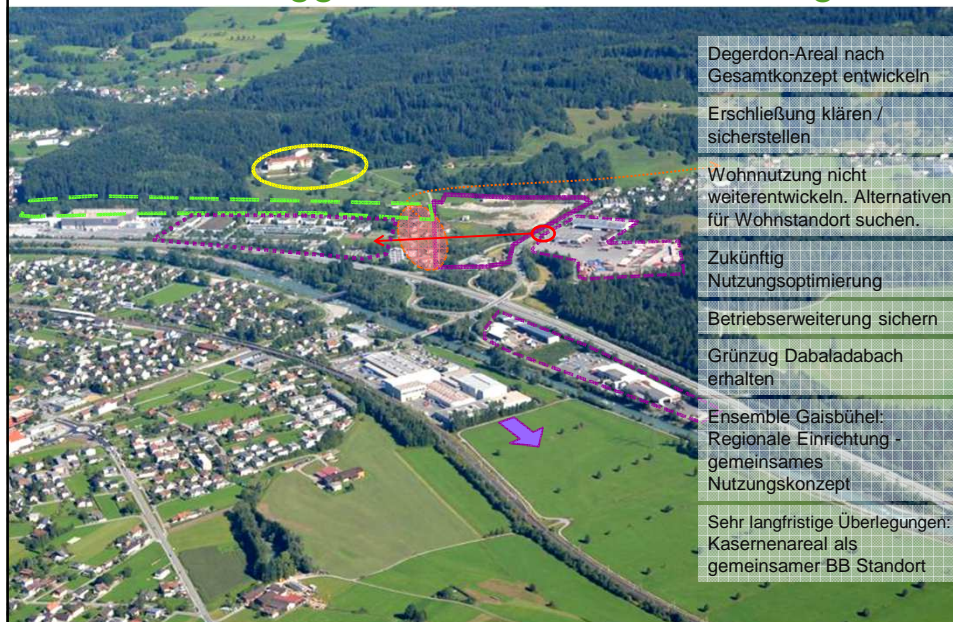 Degerdon-Areal nach
Gesamtkonzept entwickeln
Erschließung klären /
sicherstellen
Wohnnutzung nicht
weiterentwickeln. Alternativen
für Wohnstandort suchen.
Zukünftig
Nutzungsoptimierung
Betriebserweiterung sichern
Grünzug Dabaladabach
erhalten
Ensemble Gaisbühel:
Regionale Einrichtung -
gemeinsames
Nutzungskonzept
Sehr langfristige Überlegungen:
Kasernenareal als
gemeinsamer BB Standort